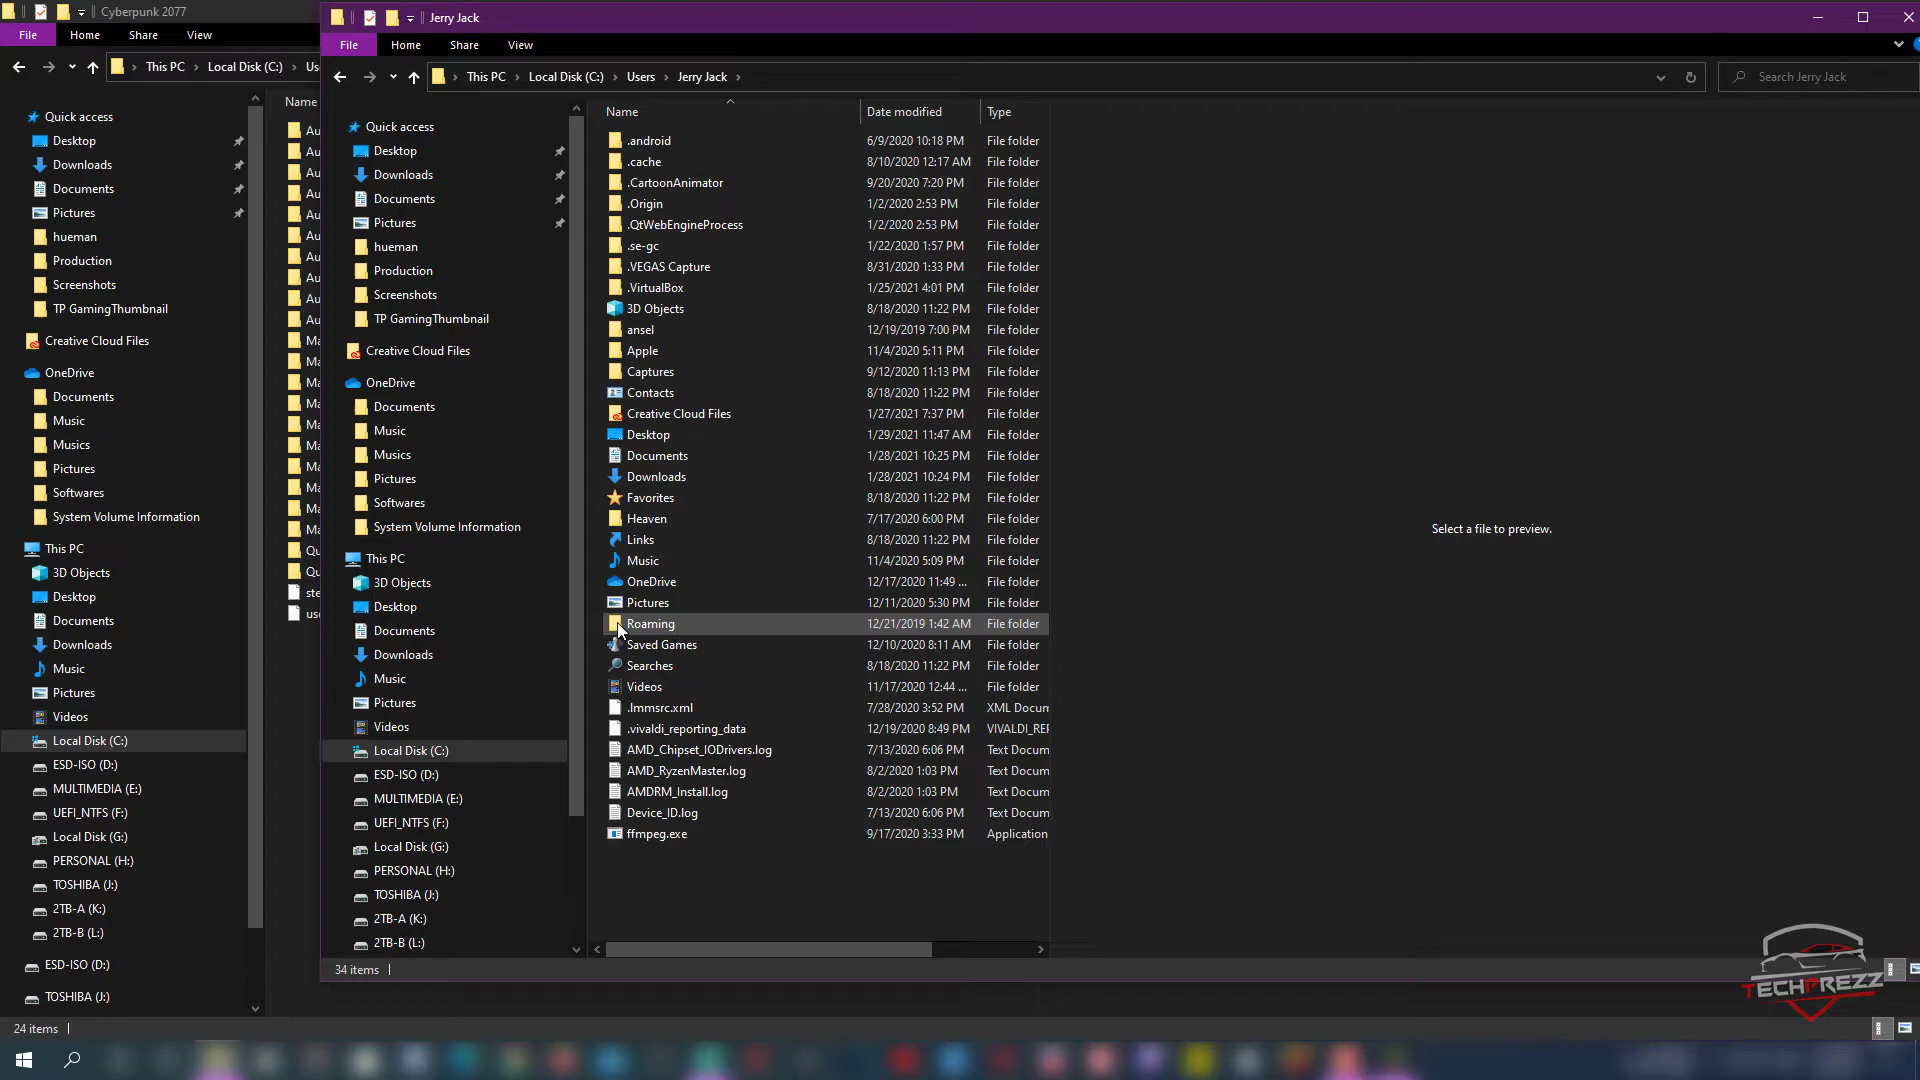 Cyberpunk 2077
File Home Share View
This PC Local Disk (C:)
Quick access
Desktop
Downloads
Documents
Pictures
hueman
Production
Screenshots
TP GamingThumbnail
Creative Cloud Files
OneDrive
Documents
Music
Musics
Pictures
Softwares
System Volume Information
This PC
3D Objects
Desktop
Documents
Downloads
Music
Pictures
Videos
Local Disk (C:)
ESD-ISO (D:)
MULTIMEDIA (E:)
UEFI_NTFS (F:)
Local Disk (G:)
PERSONAL (H:)
TOSHIBA (J:)
2TB-A (K:)
2TB-B (L:)
ESD-ISO (D:)
TOSHIBA (J:)
24 items
Name
Jerry Jack
File Home Share View
This PC Local Disk (C:) Users Jerry Jack
Search Jerry Jack
Quick access
Desktop
Downloads
Documents
Pictures
hueman
Production
Screenshots
TP GamingThumbnail
Creative Cloud Files
OneDrive
Documents
Music
Musics
Pictures
Softwares
System Volume Information
This PC
3D Objects
Desktop
Documents
Downloads
Music
Pictures
Videos
Local Disk (C:)
ESD-ISO (D:)
MULTIMEDIA (E:)
UEFI_NTFS (F:)
Local Disk (G:)
PERSONAL (H:)
TOSHIBA (J:)
2TB-A (K:)
2TB-B (L:)
Name Date modified Type
.android 6/9/2020 10:18 PM File folder
.cache 8/10/2020 12:17 AM File folder
.CartoonAnimator 9/20/2020 7:20 PM File folder
.Origin 1/2/2020 2:53 PM File folder
.QtWebEngineProcess 1/2/2020 2:53 PM File folder
.se-gc 1/22/2020 1:57 PM File folder
.VEGAS Capture 8/31/2020 1:33 PM File folder
.VirtualBox 1/25/2021 4:01 PM File folder
3D Objects 8/18/2020 11:22 PM File folder
ansel 12/19/2019 7:00 PM File folder
Apple 11/4/2020 5:11 PM File folder
Captures 9/12/2020 11:13 PM File folder
Contacts 8/18/2020 11:22 PM File folder
Creative Cloud Files 1/27/2021 7:37 PM File folder
Desktop 1/29/2021 11:47 AM File folder
Documents 1/28/2021 10:25 PM File folder
Downloads 1/28/2021 10:24 PM File folder
Favorites 8/18/2020 11:22 PM File folder
Heaven 7/17/2020 6:00 PM File folder
Links 8/18/2020 11:22 PM File folder
Music 11/4/2020 5:09 PM File folder
OneDrive 12/17/2020 11:49 ... File folder
Pictures 12/11/2020 5:30 PM File folder
Roaming 12/21/2019 1:42 AM File folder
Saved Games 12/10/2020 8:11 AM File folder
Searches 8/18/2020 11:22 PM File folder
Videos 11/17/2020 12:44 ... File folder
.lmmsrc.xml 7/28/2020 3:52 PM XML Docum
.vivaldi_reporting_data 12/19/2020 8:49 PM VIVALDI_REP
AMD_Chipset_IODrivers.log 7/13/2020 6:06 PM Text Docum
AMD_RyzenMaster.log 8/2/2020 1:03 PM Text Docum
AMDRM_Install.log 8/2/2020 1:03 PM Text Docum
Device_ID.log 7/13/2020 6:06 PM Text Docum
ffmpeg.exe 9/17/2020 3:33 PM Application
Select a file to preview.
34 items
TECHPREZZ